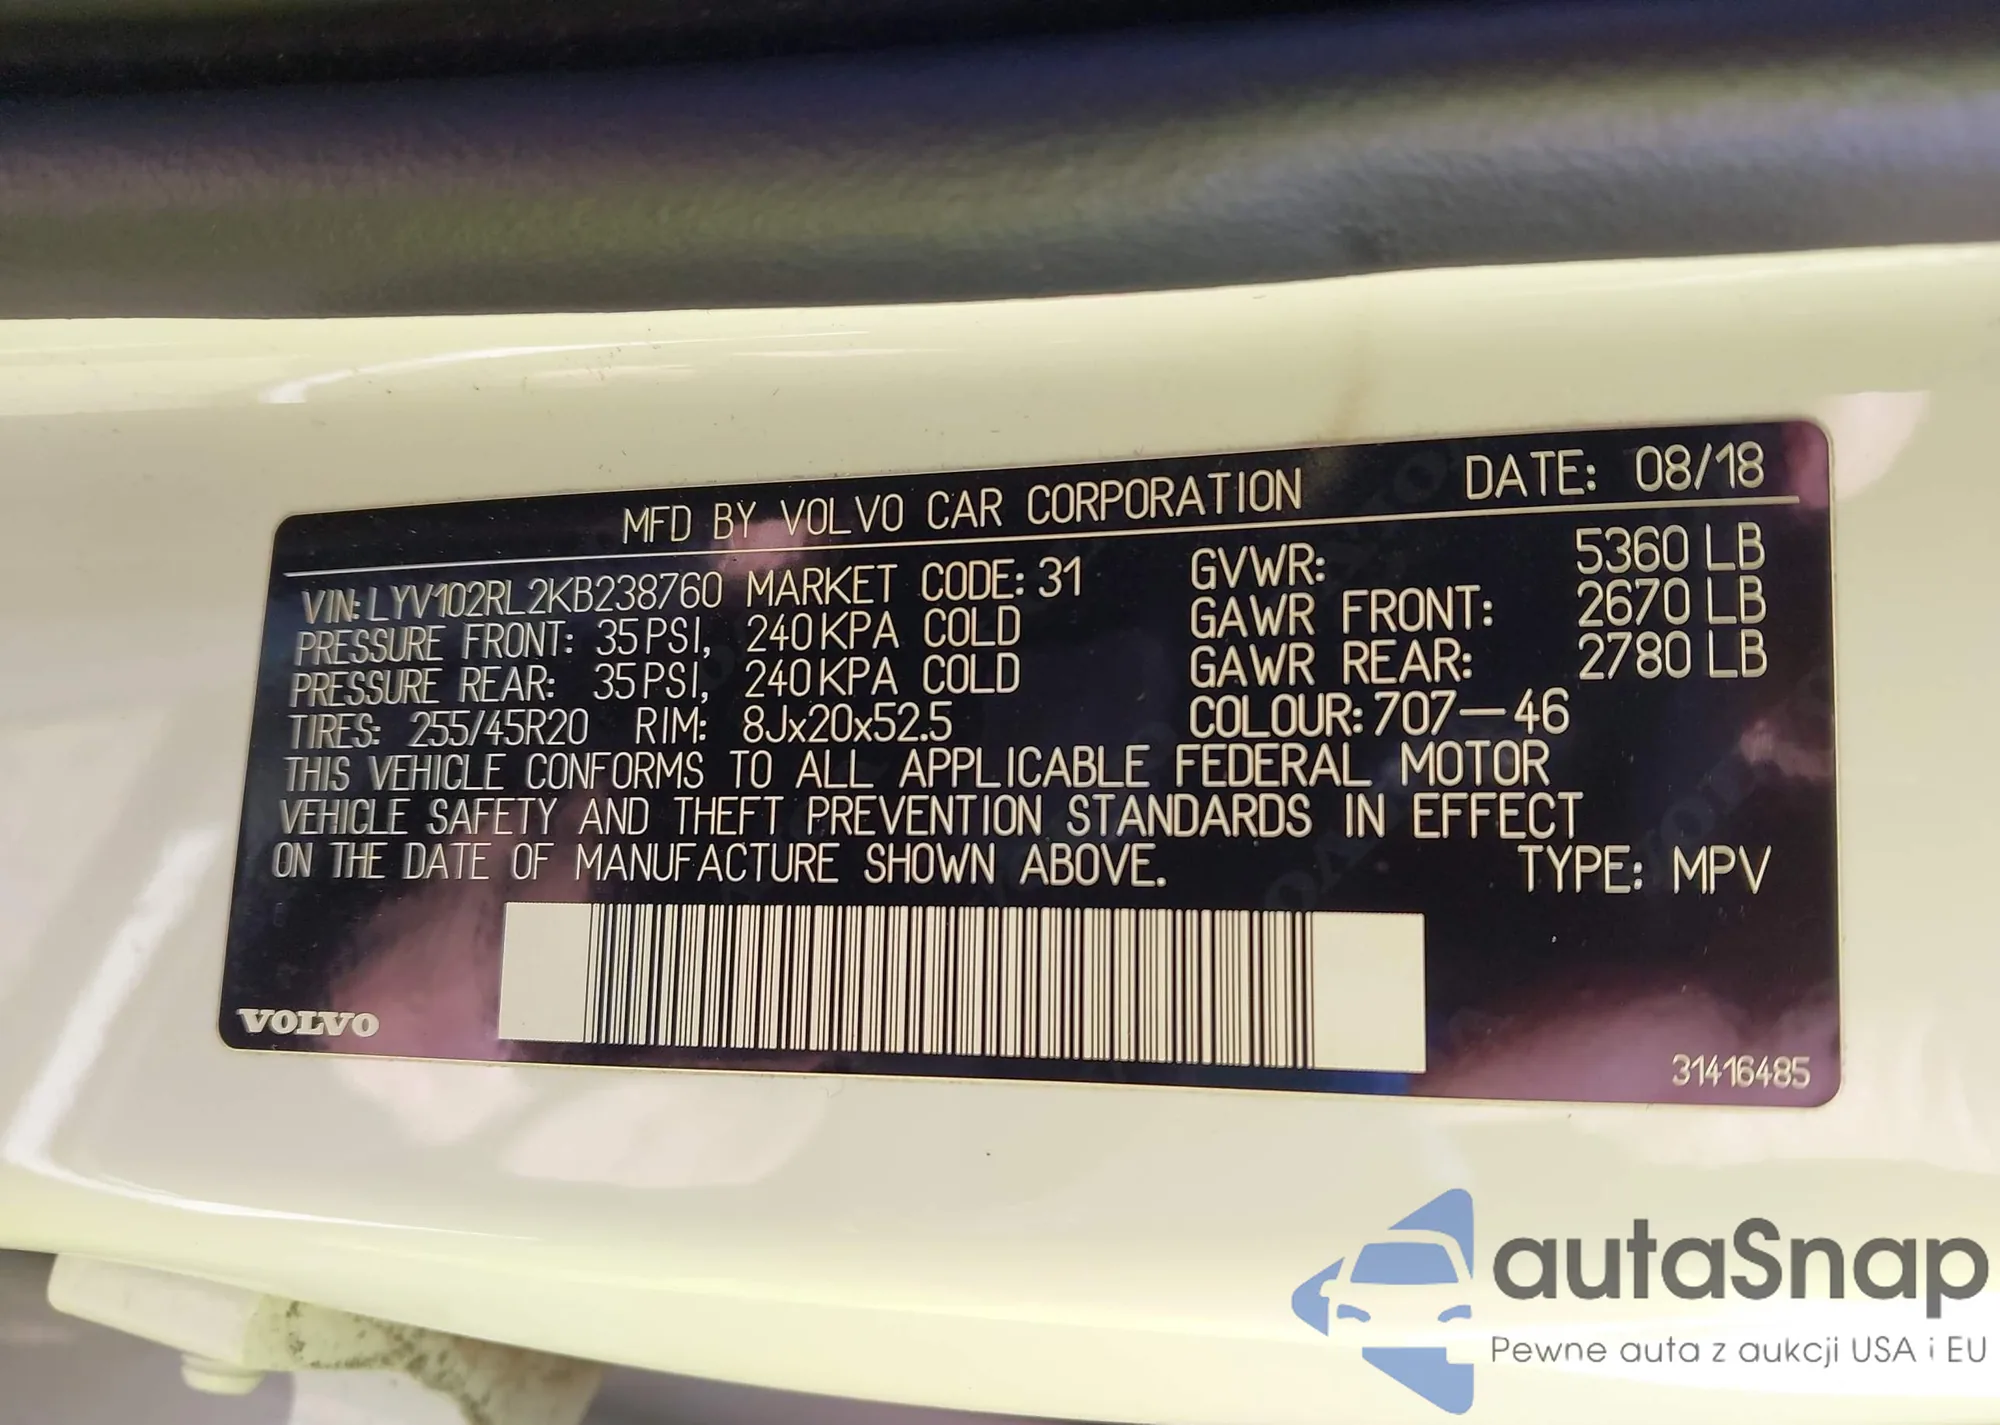 MFD BY VOLVO CAR CORPORATION DATE: 08/18
VIN: LYV102RL2KB238760 MARKET CODE: 31 GVWR: 5360 LB
PRESSURE FRONT: 35 PSI, 240 KPA COLD GAWR FRONT: 2670 LB
PRESSURE REAR: 35 PSI, 240 KPA COLD GAWR REAR: 2780 LB
TIRES: 255/45R20 RIM: 8Jx20x52.5 COLOUR: 707-46
THIS VEHICLE CONFORMS TO ALL APPLICABLE FEDERAL MOTOR
VEHICLE SAFETY AND THEFT PREVENTION STANDARDS IN EFFECT
ON THE DATE OF MANUFACTURE SHOWN ABOVE. TYPE: MPV
VOLVO
31416485
autaSnap
Pewne auta z aukcji USA i EU